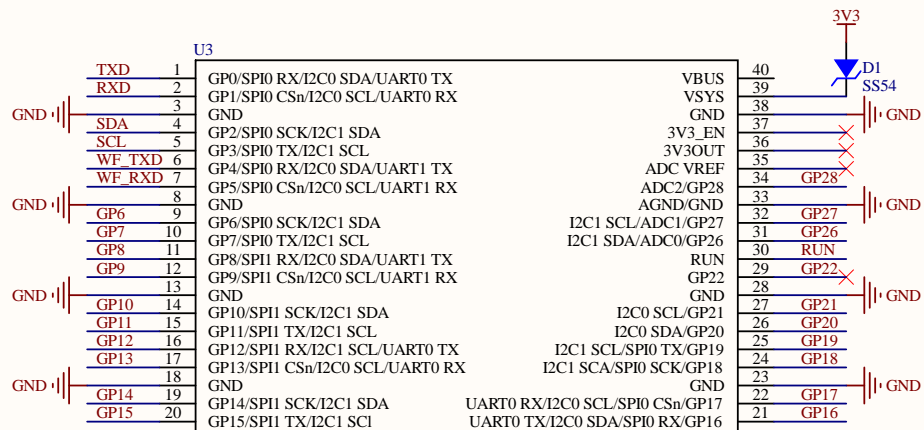 3V3
U3
D1
SS54
TXD 1 GP0/SPI0 RX/I2C0 SDA/UART0 TX VBUS 40
RXD 2 GP1/SPI0 CSn/I2C0 SCL/UART0 RX VSYS 39
GND 3 GND GND 38 GND
SDA 4 GP2/SPI0 SCK/I2C1 SDA 3V3_EN 37
SCL 5 GP3/SPI0 TX/I2C1 SCL 3V3OUT 36
WF_TXD 6 GP4/SPI0 RX/I2C0 SDA/UART1 TX ADC VREF 35
WF_RXD 7 GP5/SPI0 CSn/I2C0 SCL/UART1 RX ADC2/GP28 34 GP28
GND 8 GND AGND/GND 33 GND
GP6 9 GP6/SPI0 SCK/I2C1 SDA I2C1 SCL/ADC1/GP27 32 GP27
GP7 10 GP7/SPI0 TX/I2C1 SCL I2C1 SDA/ADC0/GP26 31 GP26
GP8 11 GP8/SPI1 RX/I2C0 SDA/UART1 TX RUN 30 RUN
GP9 12 GP9/SPI1 CSn/I2C0 SCL/UART1 RX GP22 29 GP22
GND 13 GND GND 28 GND
GP10 14 GP10/SPI1 SCK/I2C1 SDA I2C0 SCL/GP21 27 GP21
GP11 15 GP11/SPI1 TX/I2C1 SCL I2C0 SDA/GP20 26 GP20
GP12 16 GP12/SPI1 RX/I2C1 SCL/UART0 TX I2C1 SCL/SPI0 TX/GP19 25 GP19
GP13 17 GP13/SPI1 CSn/I2C0 SCL/UART0 RX I2C1 SCA/SPI0 SCK/GP18 24 GP18
GND 18 GND GND 23 GND
GP14 19 GP14/SPI1 SCK/I2C1 SDA UART0 RX/I2C0 SCL/SPI0 CSn/GP17 22 GP17
GP15 20 GP15/SPI1 TX/I2C1 SCl UART0 TX/I2C0 SDA/SPI0 RX/GP16 21 GP16